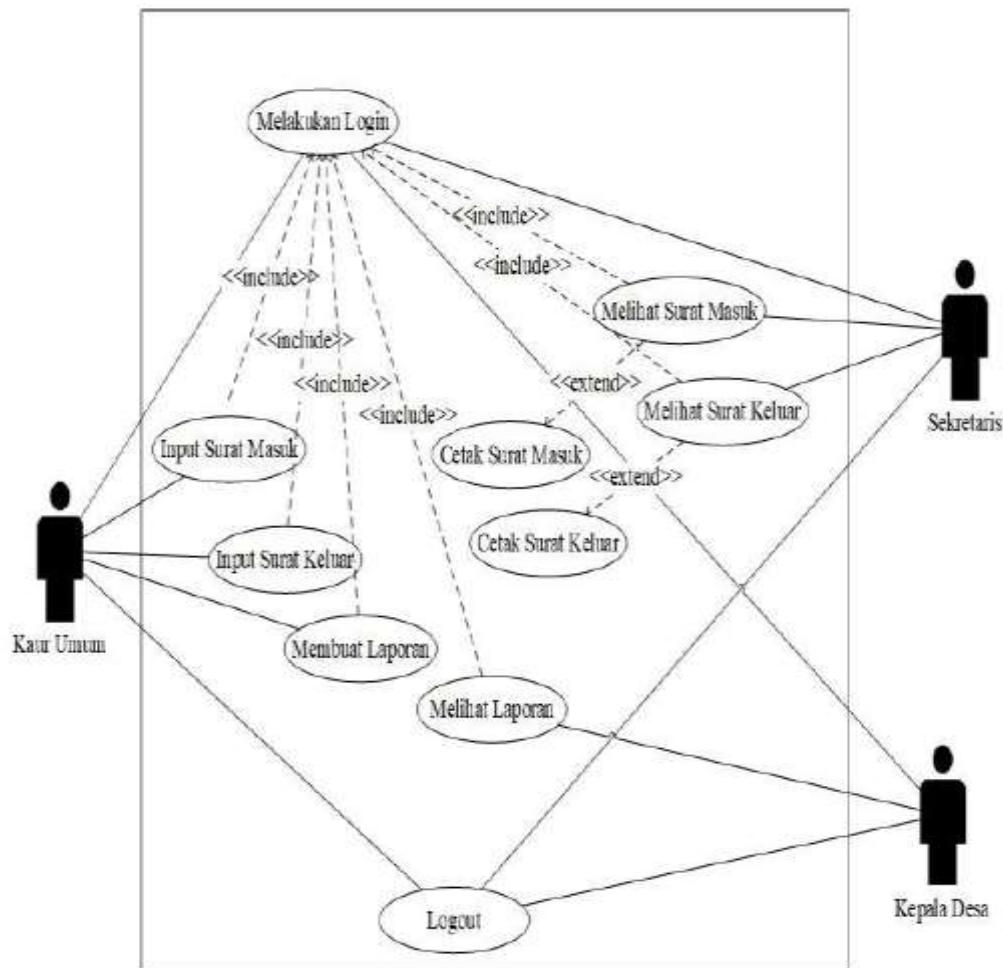 Melakukan Login
<<include>>
<<include>>
<<include>>
Melihat Surat Masuk
<<include>>
<<include>>
<<extend>>
Melihat Surat Keluar
<<include>>
Sekretaris
Input Surat Masuk
Cetak Surat Masuk
<<extend>>
Cetak Surat Keluar
Input Surat Keluar
Kaur Umum
Membuat Laporan
Melihat Laporan
Kepala Desa
Logout